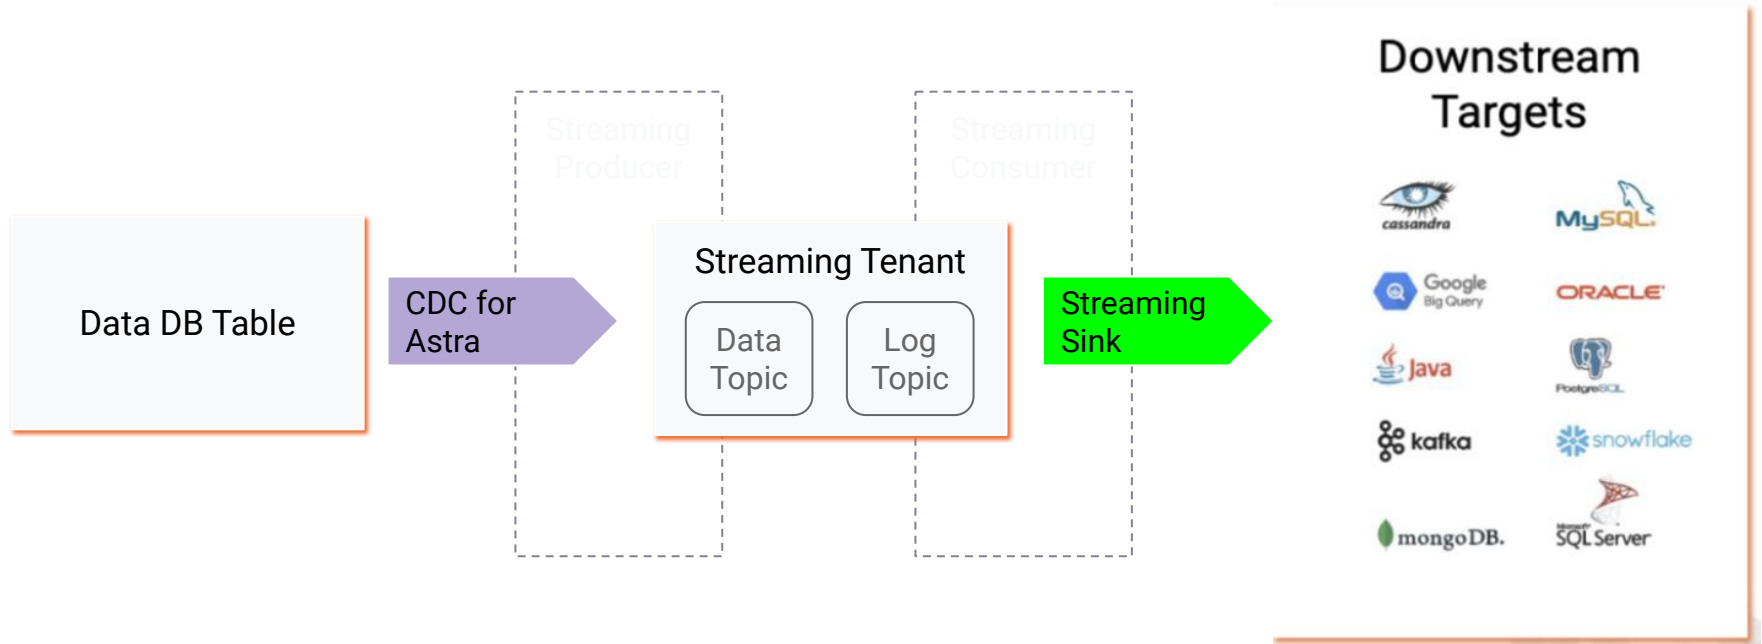 Data DB Table
CDC for
Astra
Streaming
Producer
Streaming Tenant
Data
Topic
Log
Topic
Streaming
Consumer
Streaming
Sink
Downstream
Targets
cassandra
MySQL.
Google
Big Query
ORACLE
Java
PostgreSQL
kafka
snowflake
mongoDB.
Microsoft
SQL Server